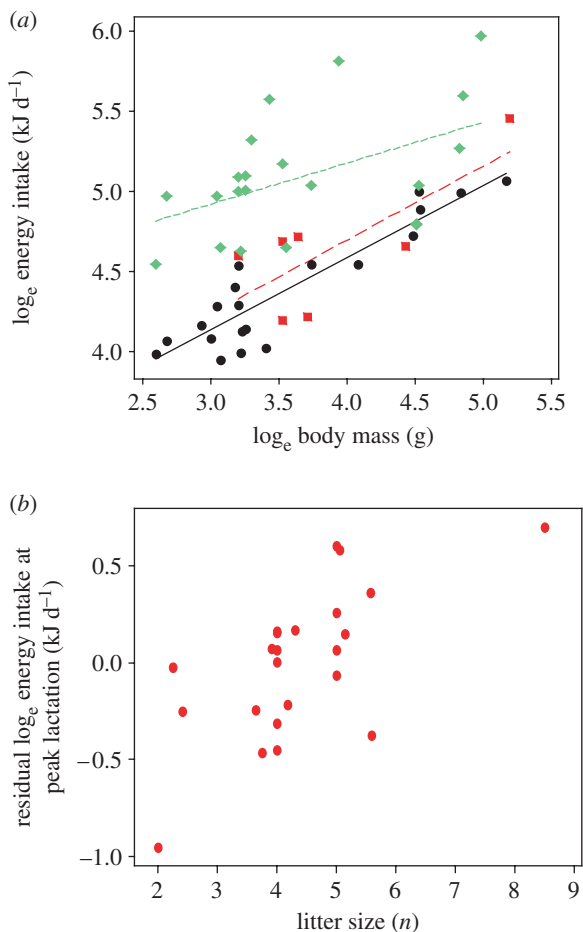 (a)
6.0
5.5
5.0
4.5
4.0
logₑ energy intake (kJ d⁻¹)
2.5 3.0 3.5 4.0 4.5 5.0 5.5
logₑ body mass (g)
(b)
0.5
0.0
−0.5
−1.0
residual logₑ energy intake at
peak lactation (kJ d⁻¹)
2 3 4 5 6 7 8 9
litter size (n)